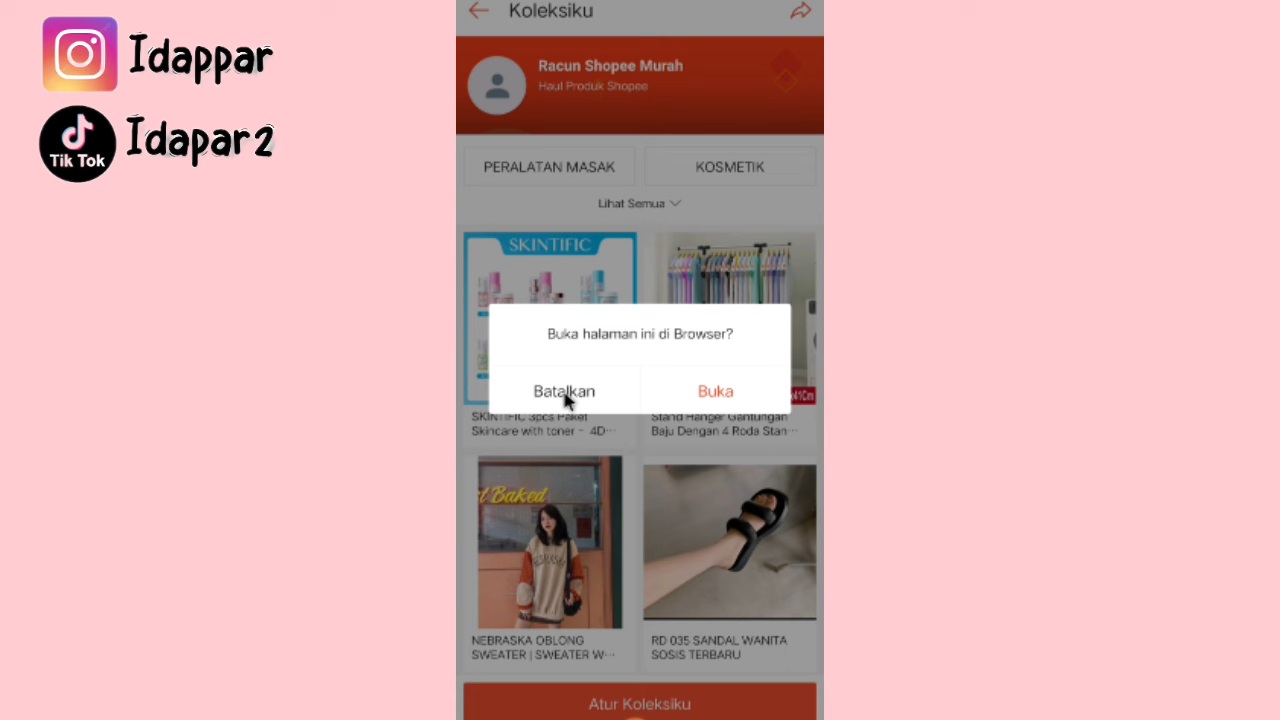 Idappar
Tik Tok
Idapar2
Koleksiku
Racun Shopee Murah
Haul Produk Shopee
PERALATAN MASAK
KOSMETIK
Lihat Semua
SKINTIFIC
Buka halaman ini di Browser?
Batalkan
Buka
SKINTIFIC 3pcs Paket
Skincare with toner - 4D...
Stand Hanger Gantungan
Baju Dengan 4 Roda Stan...
t Baked
NEBRASKA OBLONG
SWEATER | SWEATER W...
RD 035 SANDAL WANITA
SOSIS TERBARU
Atur Koleksiku